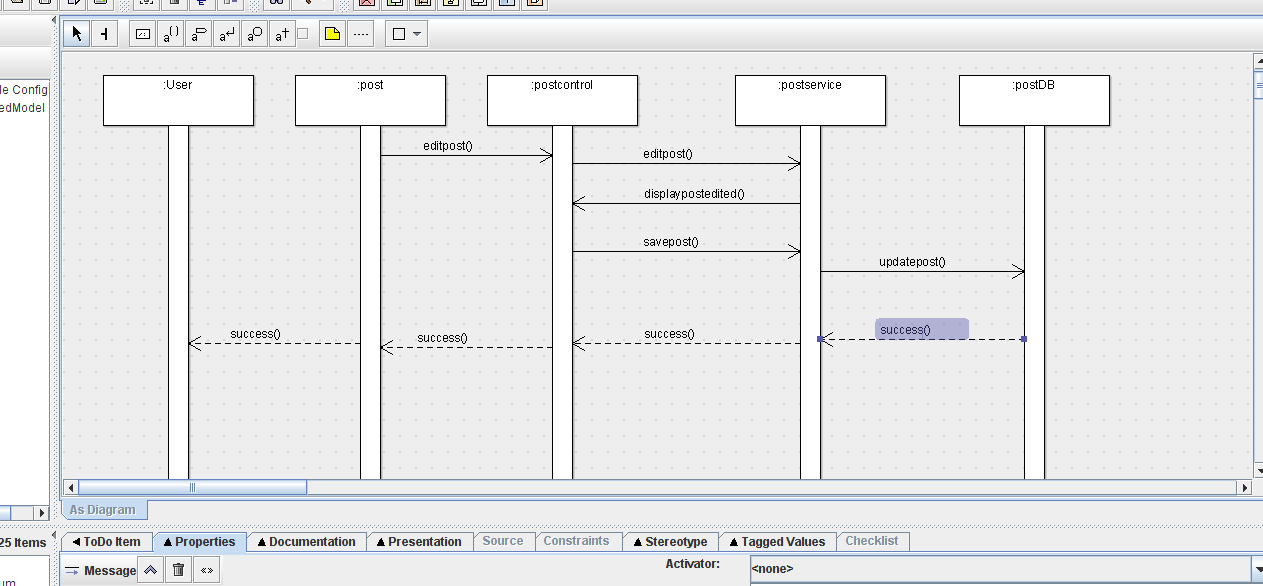 le Config
edModel
:User
:post
:postcontrol
:postservice
:postDB
editpost()
editpost()
displaypostedited()
savepost()
updatepost()
success()
success()
success()
success()
As Diagram
25 Items
ToDo Item
Properties
Documentation
Presentation
Source
Constraints
Stereotype
Tagged Values
Checklist
Message
Activator:
<none>
um